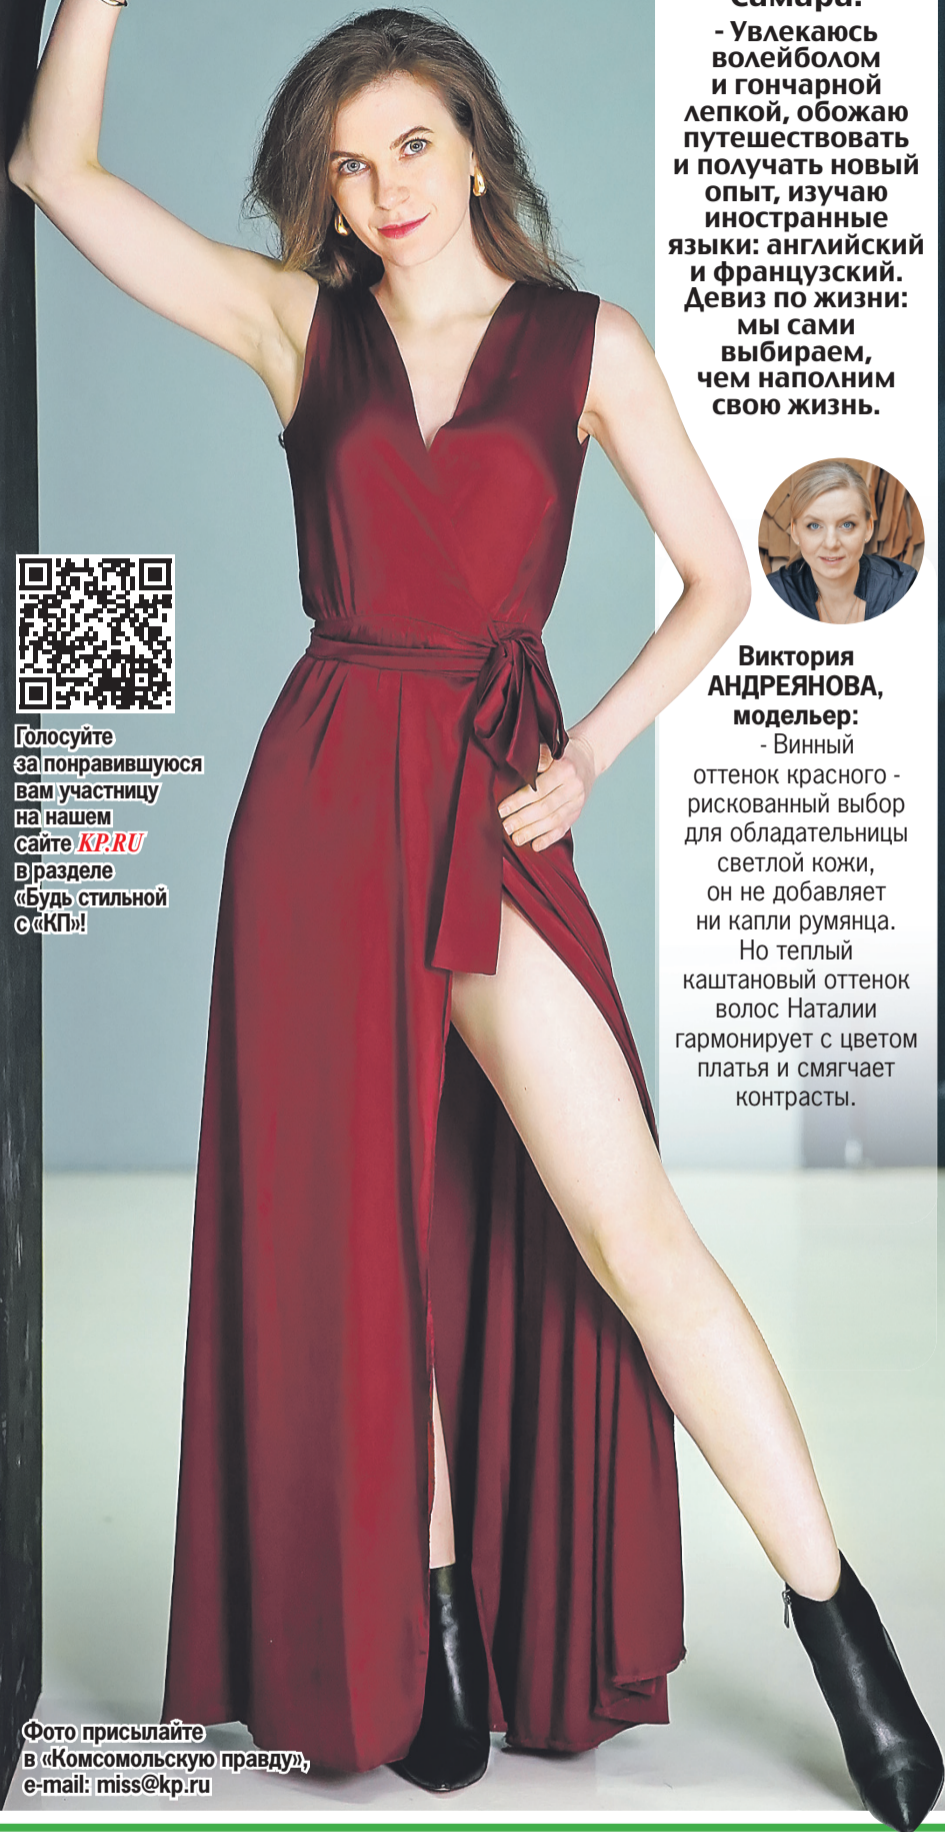 Самара:
- Увлекаюсь
волейболом
и гончарной
лепкой, обожаю
путешествовать
и получать новый
опыт, изучаю
иностранные
языки: английский
и французский.
Девиз по жизни:
мы сами
выбираем,
чем наполним
свою жизнь.
Виктория
АНДРЕЯНОВА,
модельер:
- Винный
оттенок красного -
рискованный выбор
для обладательницы
светлой кожи,
он не добавляет
ни капли румянца.
Но теплый
каштановый оттенок
волос Наталии
гармонирует с цветом
платья и смягчает
контрасты.
Голосуйте
за понравившуюся
вам участницу
на нашем
сайте KP.RU
в разделе
«Будь стильной
с «КП»!
Фото присылайте
в «Комсомольскую правду»,
e-mail: miss@kp.ru